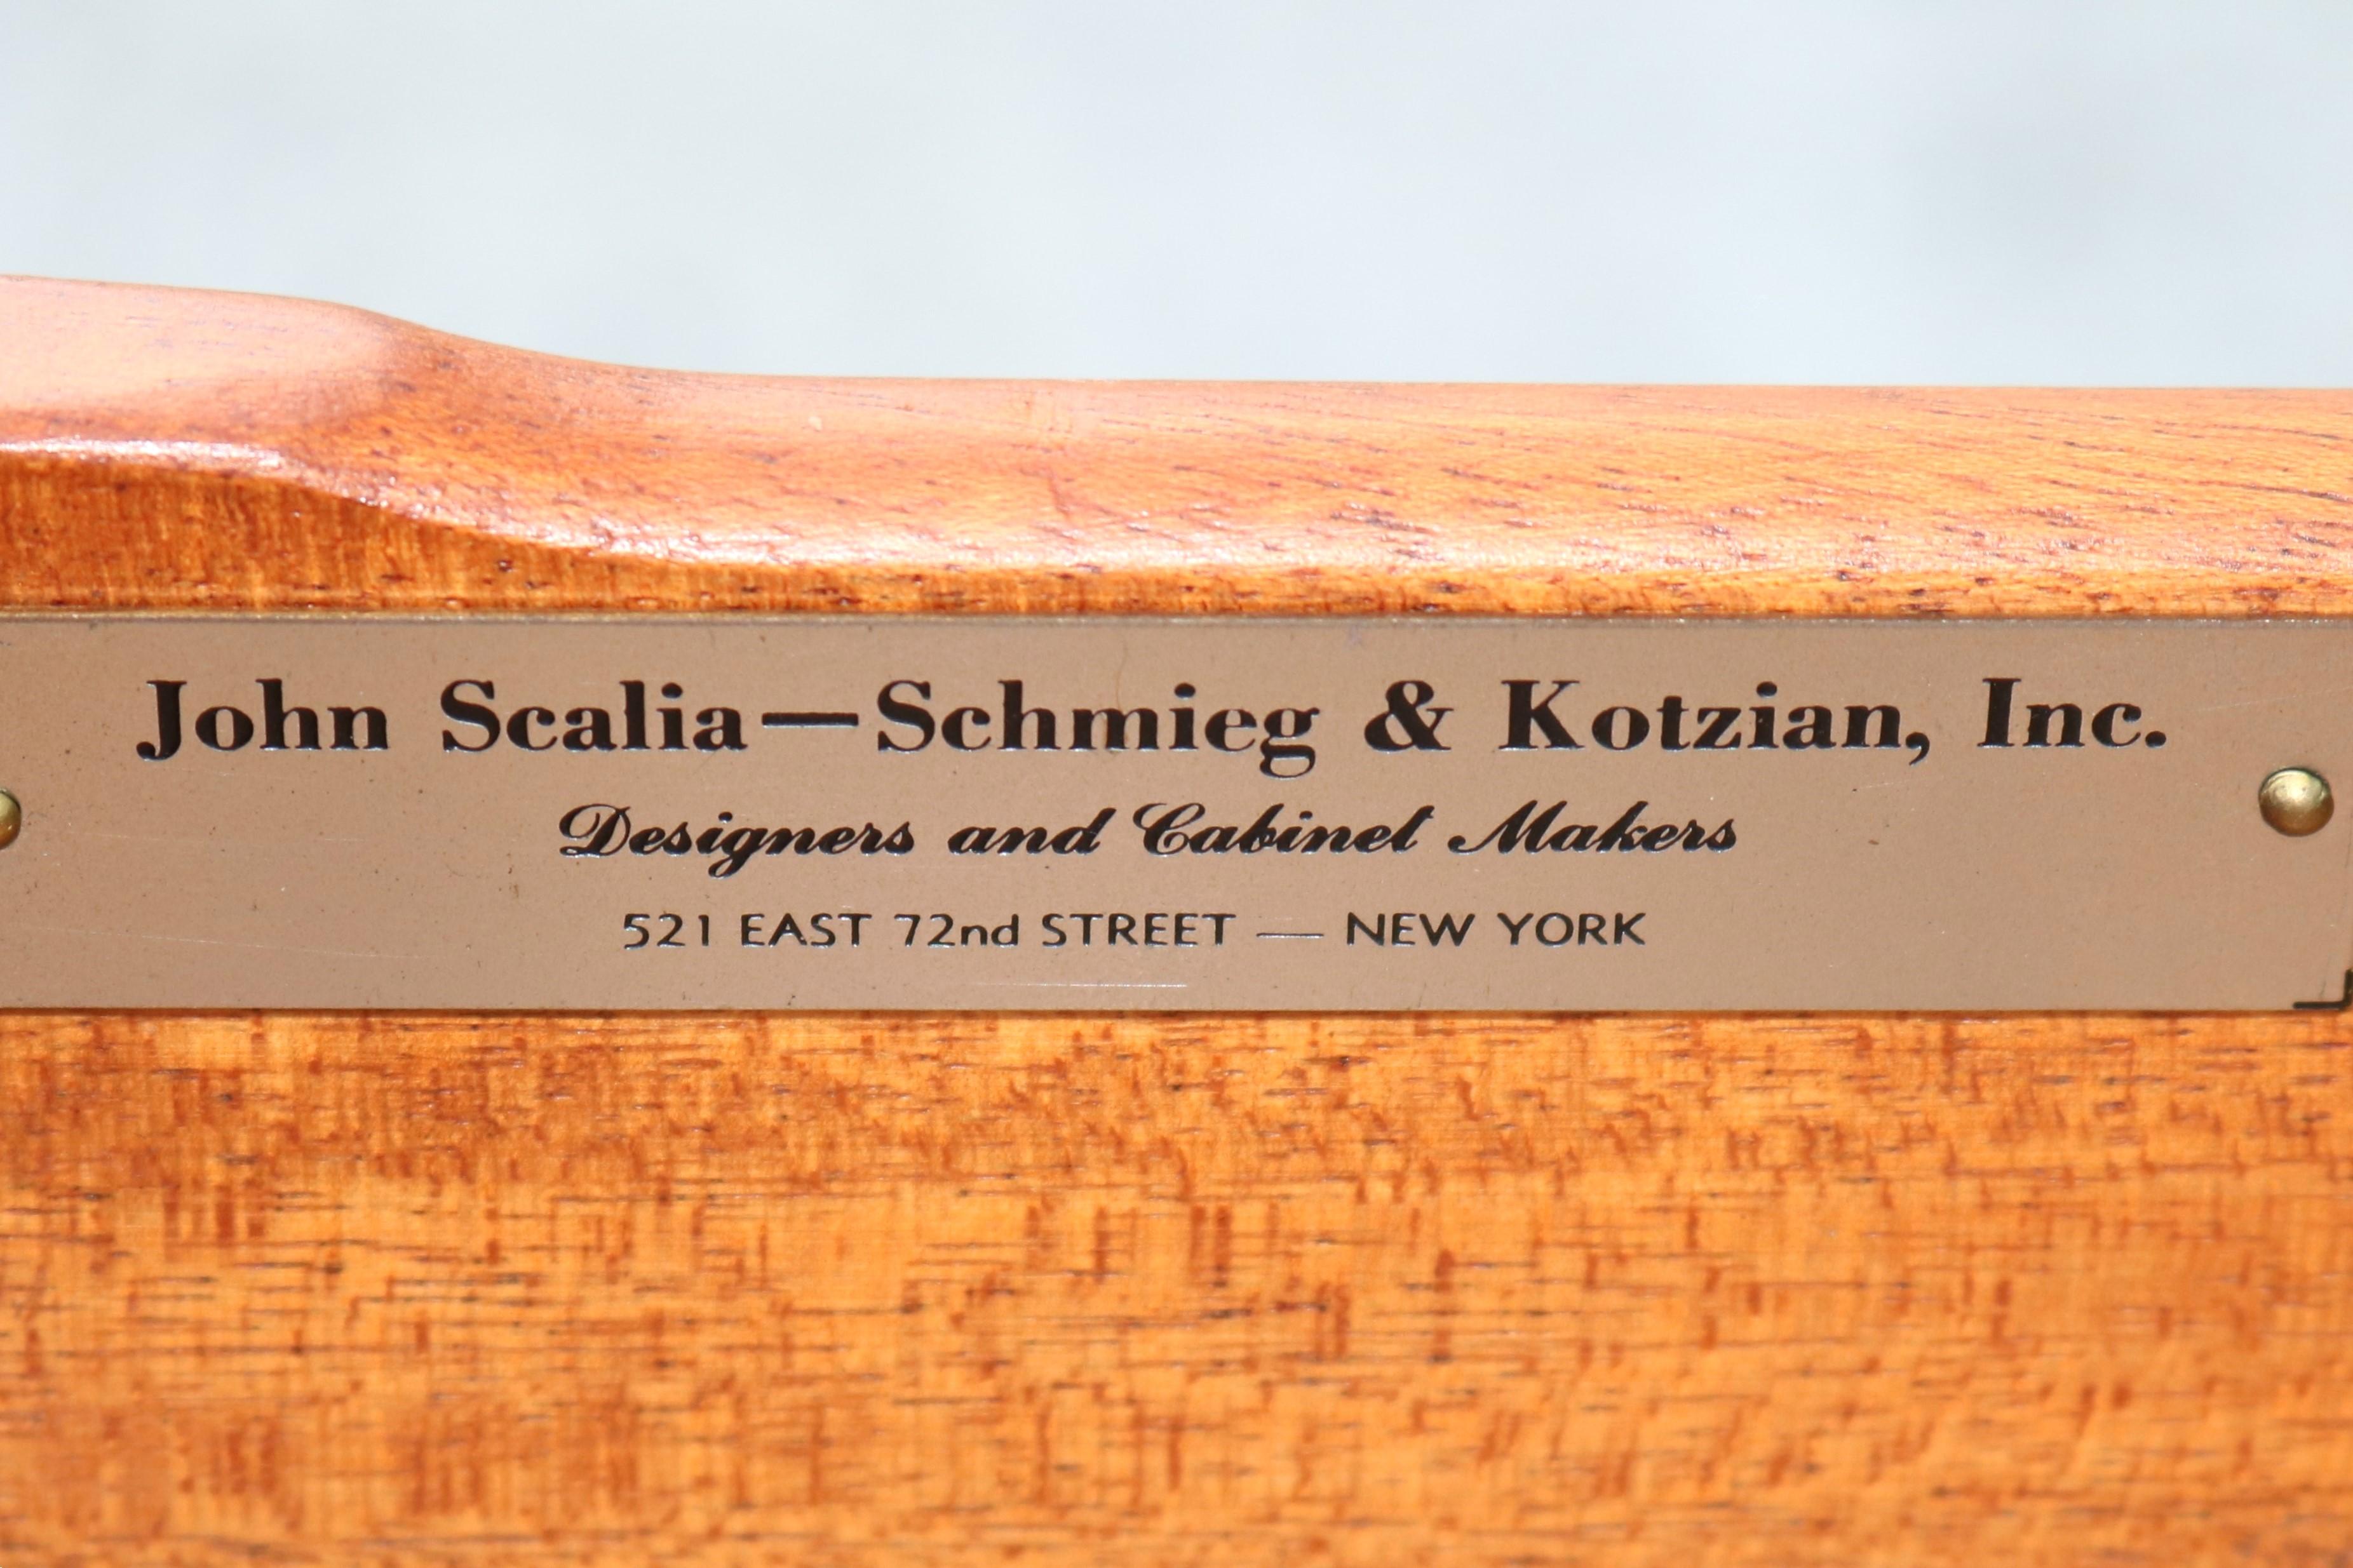 John Scalia—Schmieg & Kotzian, Inc.
Designers and Cabinet Makers
521 EAST 72nd STREET — NEW YORK